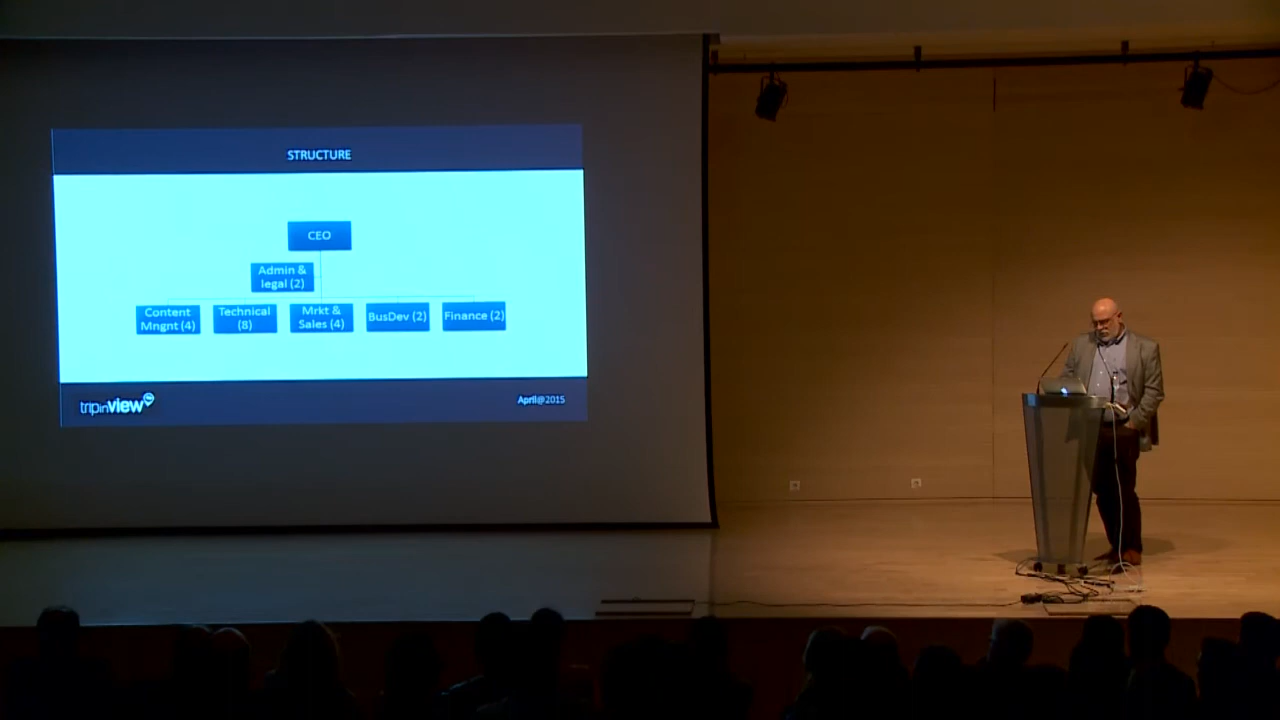 STRUCTURE
CEO
Admin &
legal (2)
Content
Mngnt (4)
Technical
(8)
Mrkt &
Sales (4)
BusDev (2)
Finance (2)
tripinview
April@2015